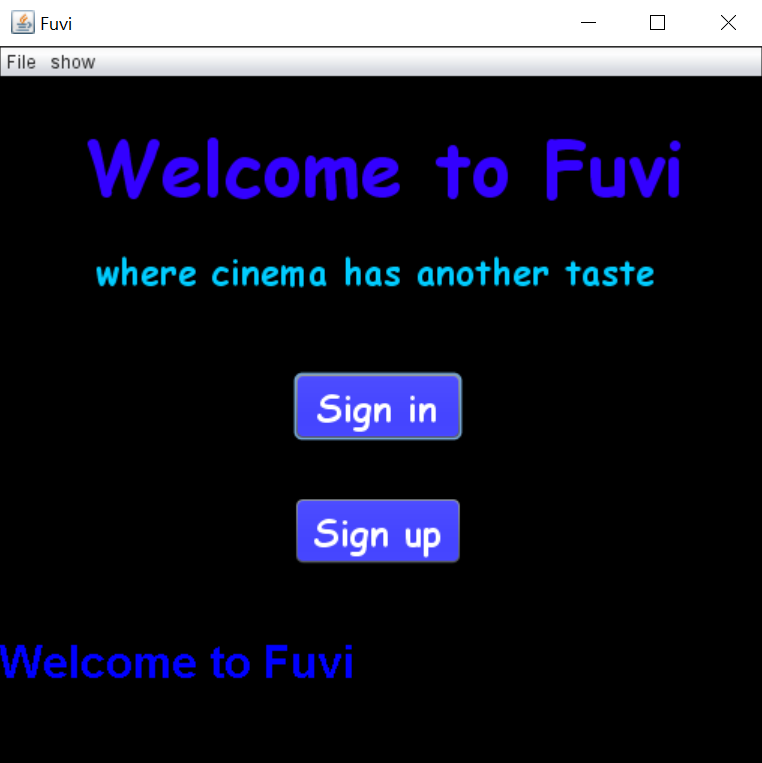 Fuvi
File show
Welcome to Fuvi
where cinema has another taste
Sign in
Sign up
Welcome to Fuvi